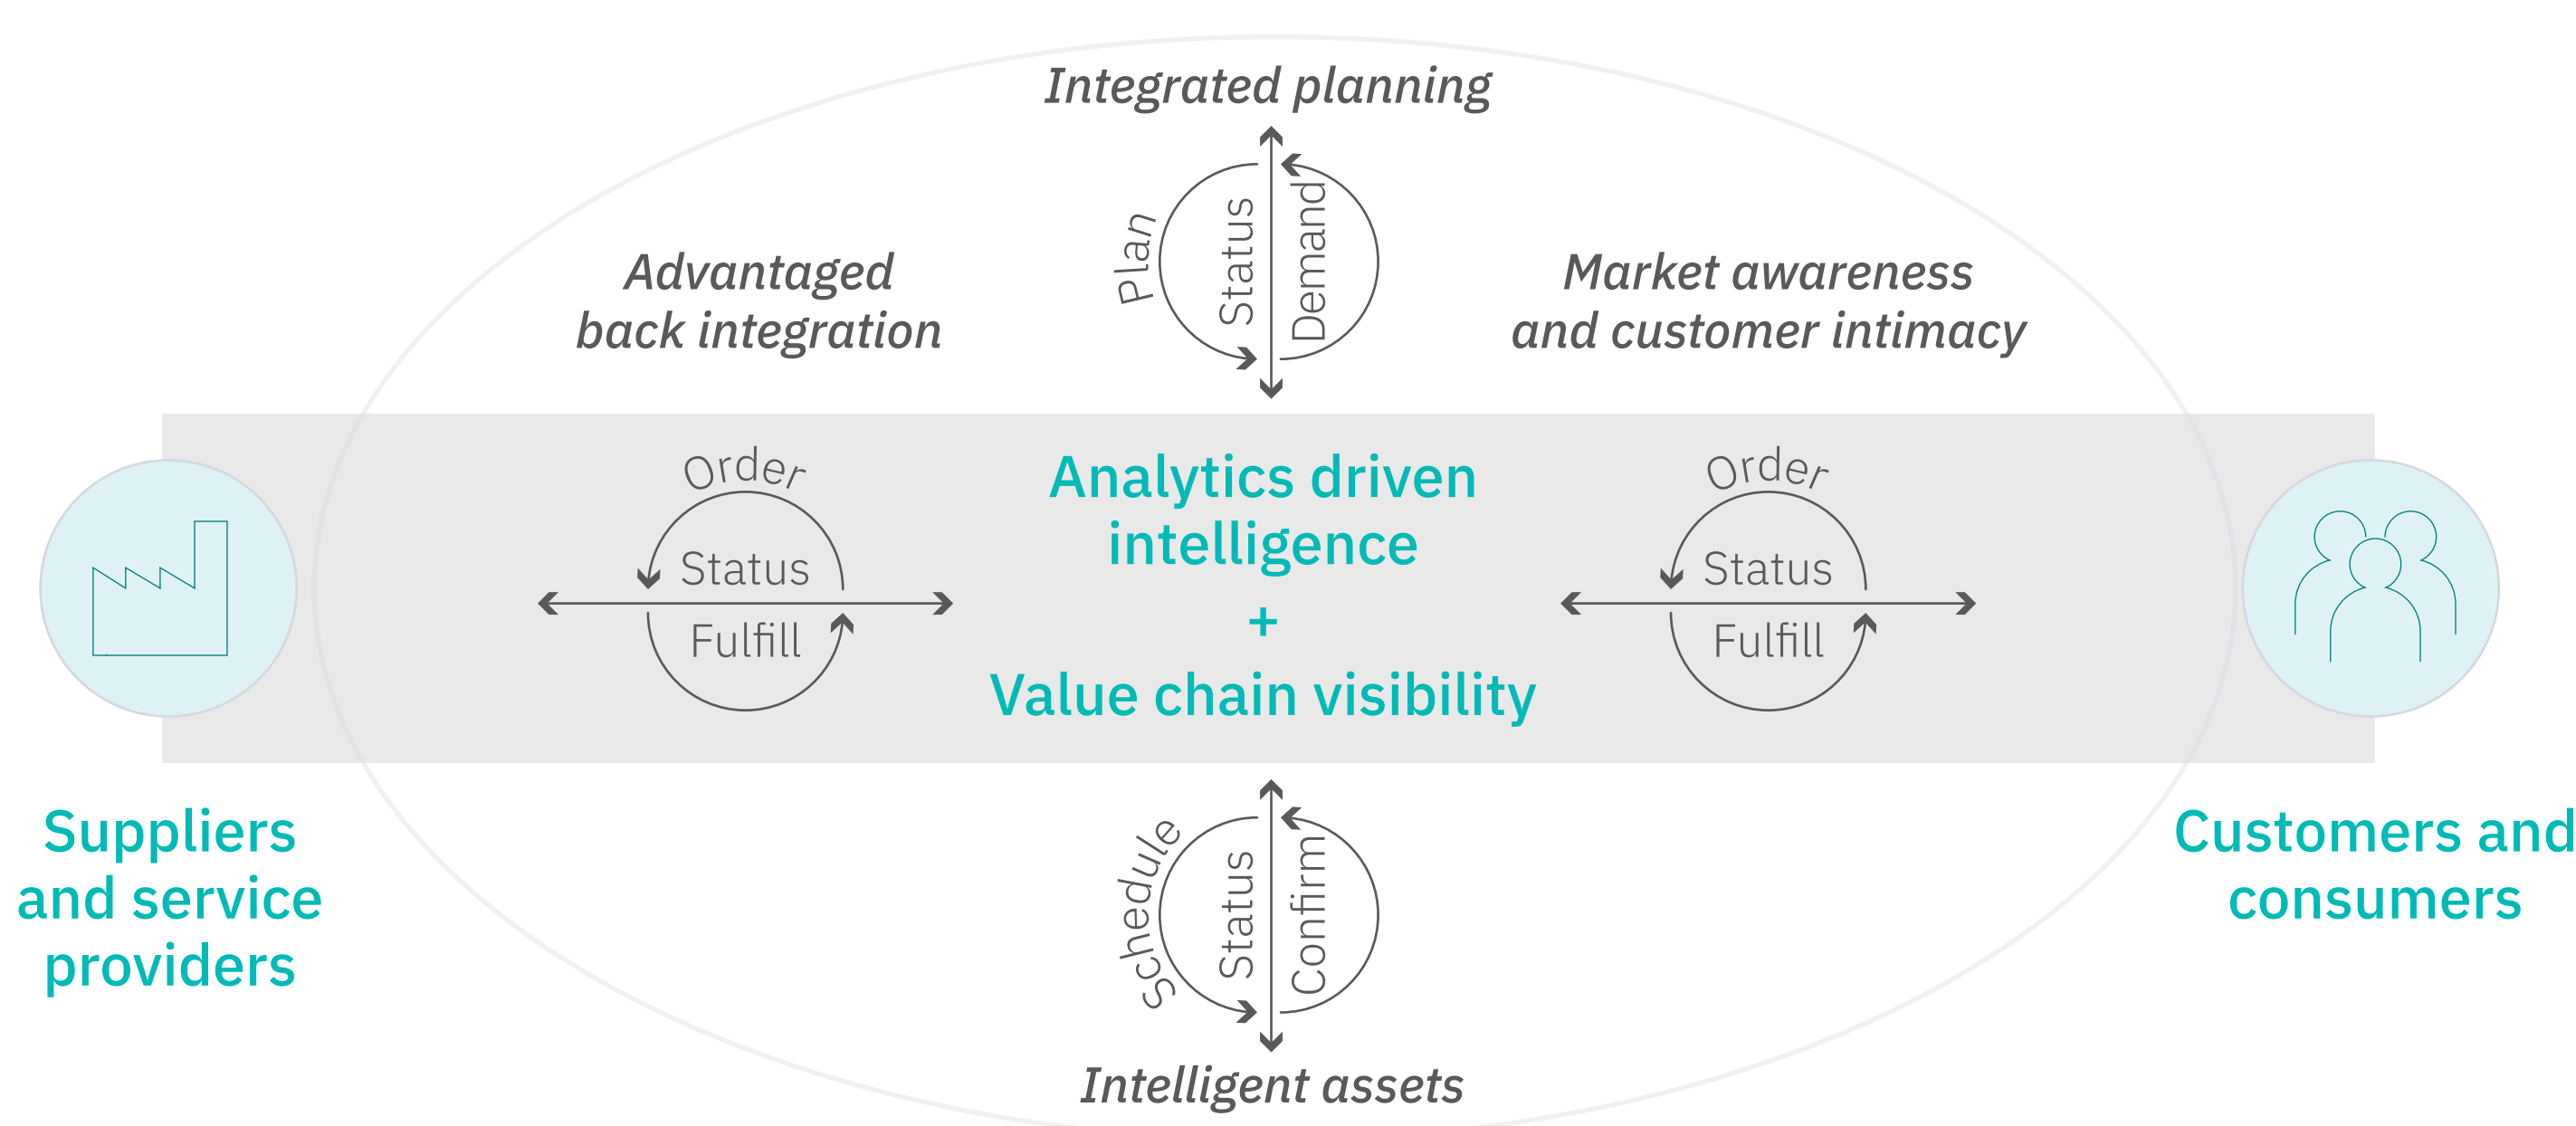 Integrated planning
Plan
Status
Demand
Advantaged
back integration
Market awareness
and customer intimacy
Order
Status
Fulfill
Analytics driven
intelligence
+
Value chain visibility
Order
Status
Fulfill
Suppliers
and service
providers
Customers and
consumers
Schedule
Status
Confirm
Intelligent assets